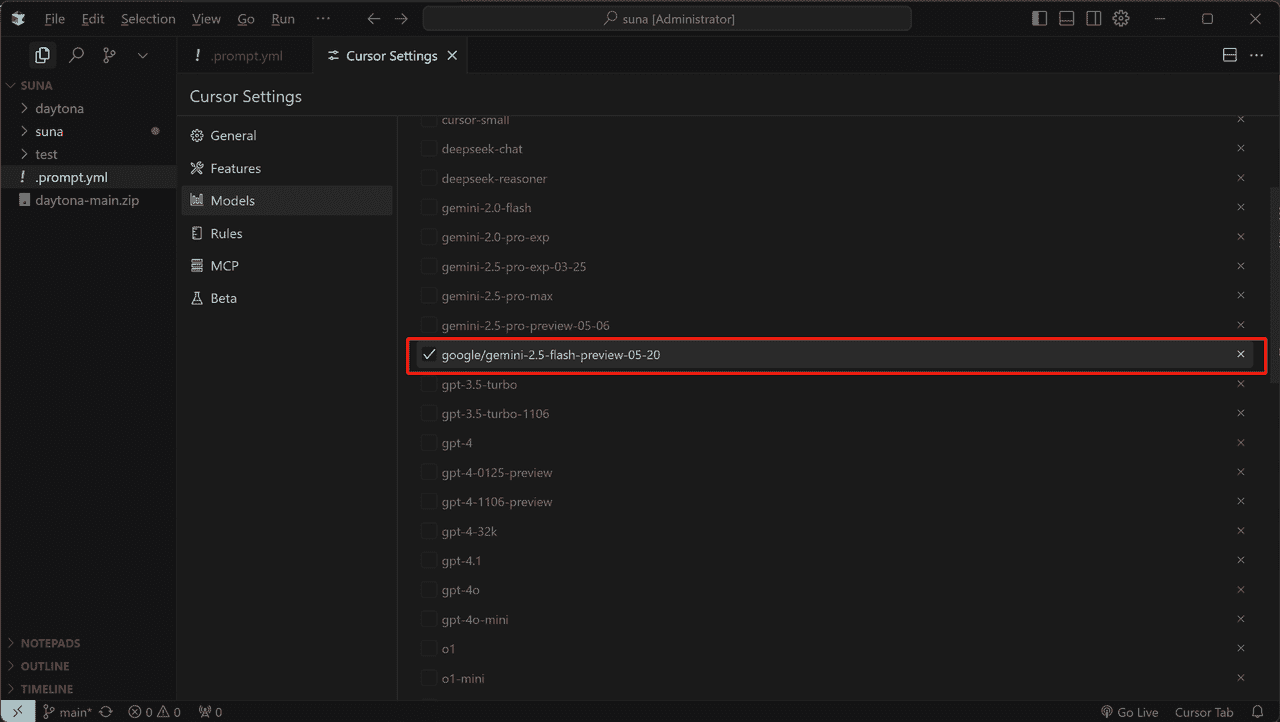 File Edit Selection View Go Run ··· suna [Administrator]
.prompt.yml Cursor Settings
SUNA
daytona
suna
test
.prompt.yml
daytona-main.zip
NOTEPADS
OUTLINE
TIMELINE
Cursor Settings
General
Features
Models
Rules
MCP
Beta
cursor-small
deepseek-chat
deepseek-reasoner
gemini-2.0-flash
gemini-2.0-pro-exp
gemini-2.5-pro-exp-03-25
gemini-2.5-pro-max
gemini-2.5-pro-preview-05-06
google/gemini-2.5-flash-preview-05-20
gpt-3.5-turbo
gpt-3.5-turbo-1106
gpt-4
gpt-4-0125-preview
gpt-4-1106-preview
gpt-4-32k
gpt-4.1
gpt-4o
gpt-4o-mini
o1
o1-mini
main* 0 0 0 Go Live Cursor Tab